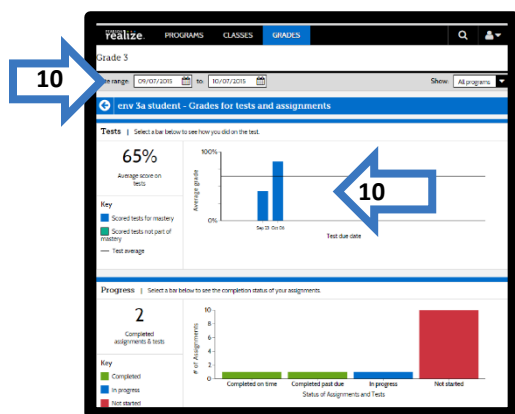 realize.
PROGRAMS CLASSES GRADES
Grade 3
range 09/07/2015 to 10/07/2015 Show: All programs
10
env 3a student - Grades for tests and assignments
Tests | Select a bar below to see how you did on the test.
65%
Average score on
tests
Key
Scored tests for mastery
Scored tests not part of
mastery
Test average
100%
Average grade
0%
Sep 23 Oct 06
Test due date
10
Progress | Select a bar below to see the completion status of your assignments.
2
Completed
assignments & tests
Key
Completed
In progress
Not started
10
8
6
4
2
0
# of Assignments
Completed on time Completed past due In progress Not started
Status of Assignments and Tests